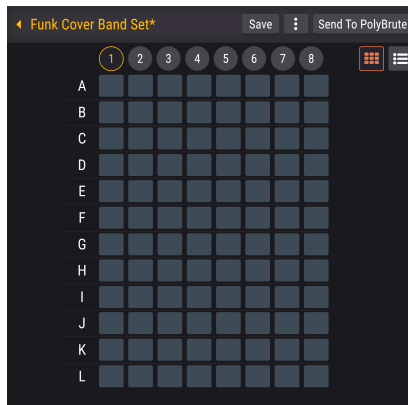 Funk Cover Band Set* Save Send To PolyBrute
1 2 3 4 5 6 7 8
A
B
C
D
E
F
G
H
I
J
K
L